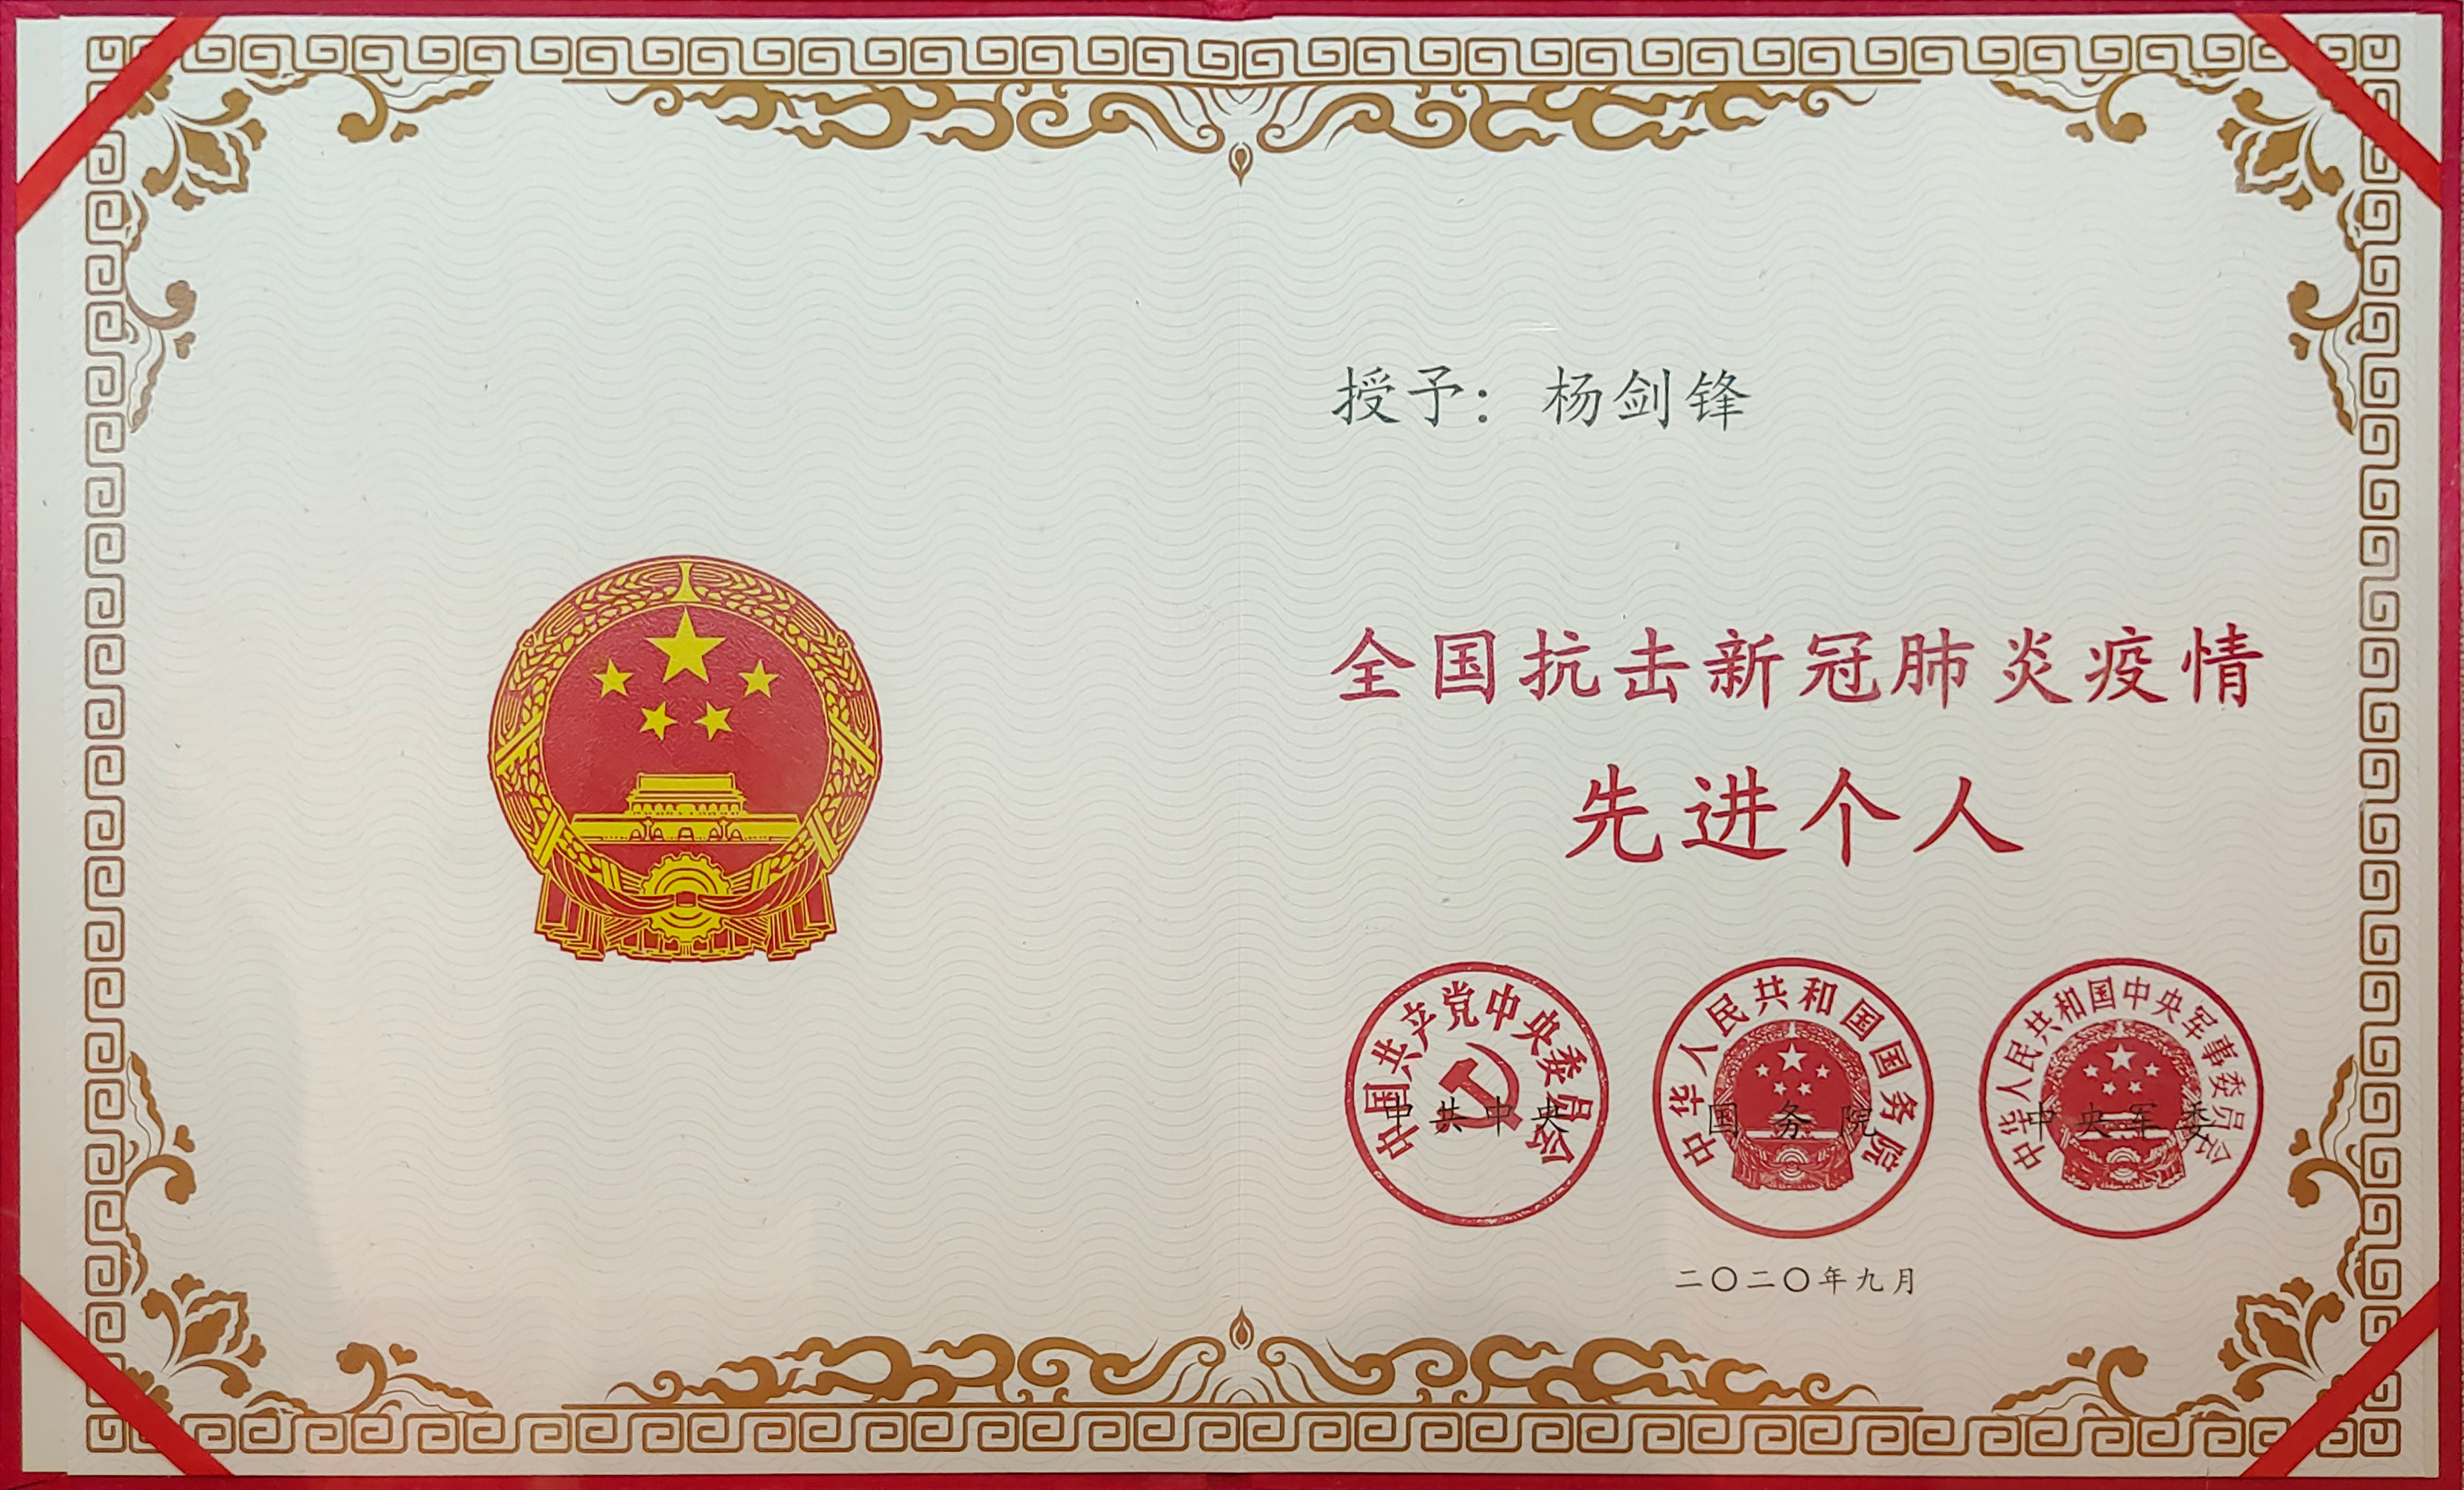 授予：杨剑锋
全国抗击新冠肺炎疫情
先进个人
中国共产党中央委员会
中共中央
中华人民共和国国务院
国务院
中华人民共和国中央军事委员会
中央军委
二〇二〇年九月